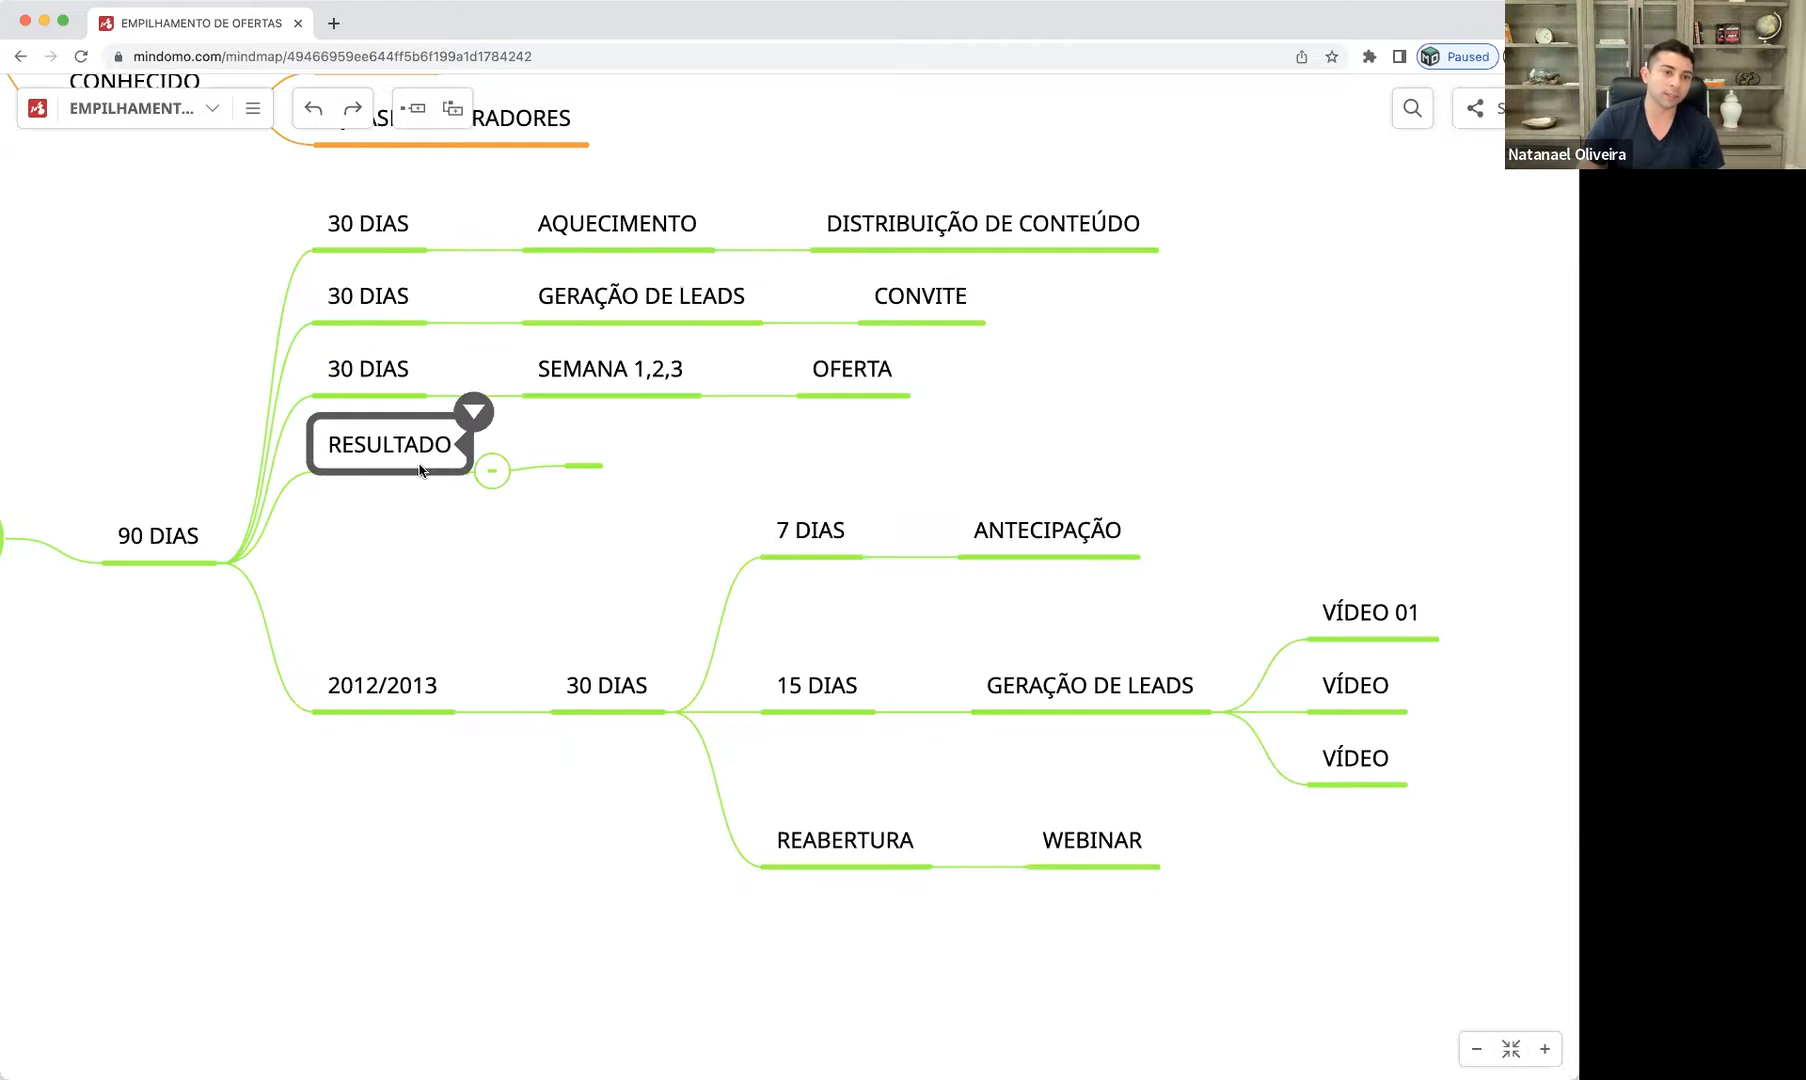 EMPILHAMENTO DE OFERTAS
mindomo.com/mindmap/49466959ee644ff5b6f199a1d1784242
Paused
CONHECIDO
EMPILHAMENT...
RADORES
S
Natanael Oliveira
30 DIAS AQUECIMENTO DISTRIBUIÇÃO DE CONTEÚDO
30 DIAS GERAÇÃO DE LEADS CONVITE
30 DIAS SEMANA 1,2,3 OFERTA
RESULTADO
90 DIAS
7 DIAS ANTECIPAÇÃO
VÍDEO 01
2012/2013 30 DIAS 15 DIAS GERAÇÃO DE LEADS VÍDEO
VÍDEO
REABERTURA WEBINAR